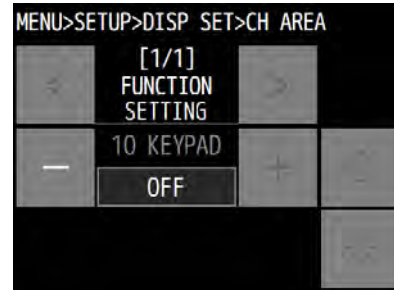 MENU>SETUP>DISP SET>CH AREA
[1/1]
<
FUNCTION
>
SETTING
10 KEYPAD
−
+
OFF